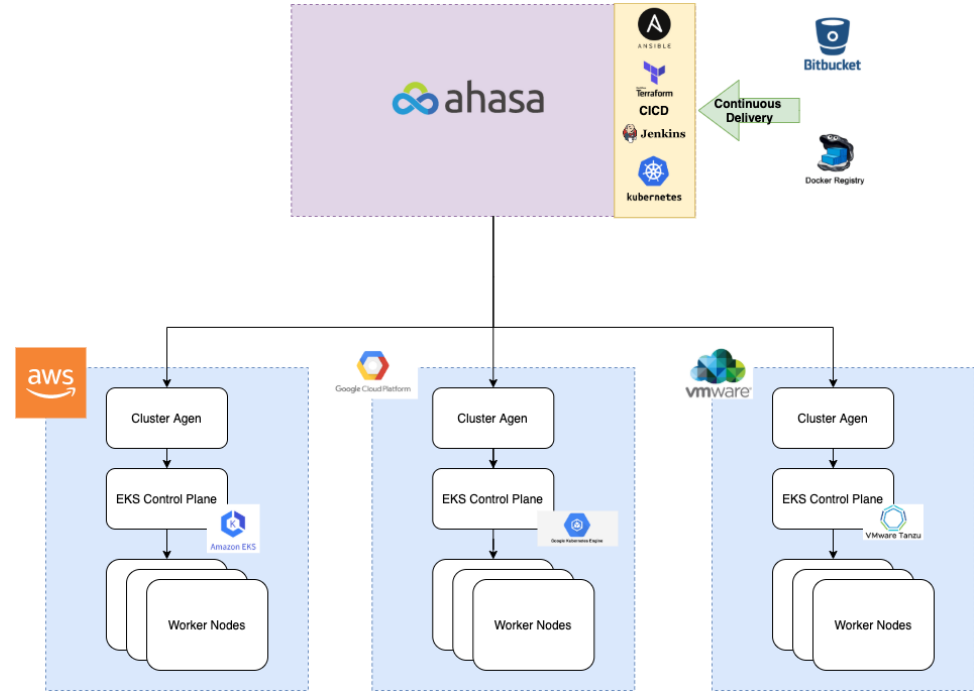 ahasa
ANSIBLE
Terraform
CICD
Jenkins
kubernetes
Continuous
Delivery
Bitbucket
Docker Registry
aws
Cluster Agen
EKS Control Plane
Amazon EKS
Worker Nodes
Google Cloud Platform
Cluster Agen
EKS Control Plane
Google Kubernetes Engine
Worker Nodes
vmware
Cluster Agen
EKS Control Plane
VMware Tanzu
Worker Nodes